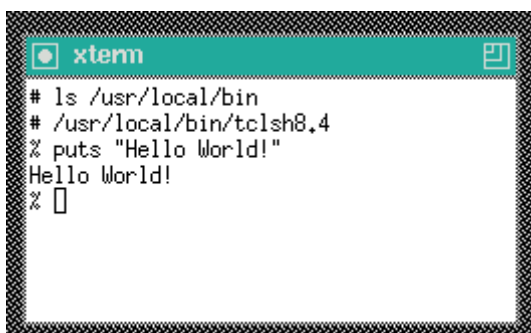 xterm
# ls /usr/local/bin
# /usr/local/bin/tclsh8.4
% puts "Hello World!"
Hello World!
%